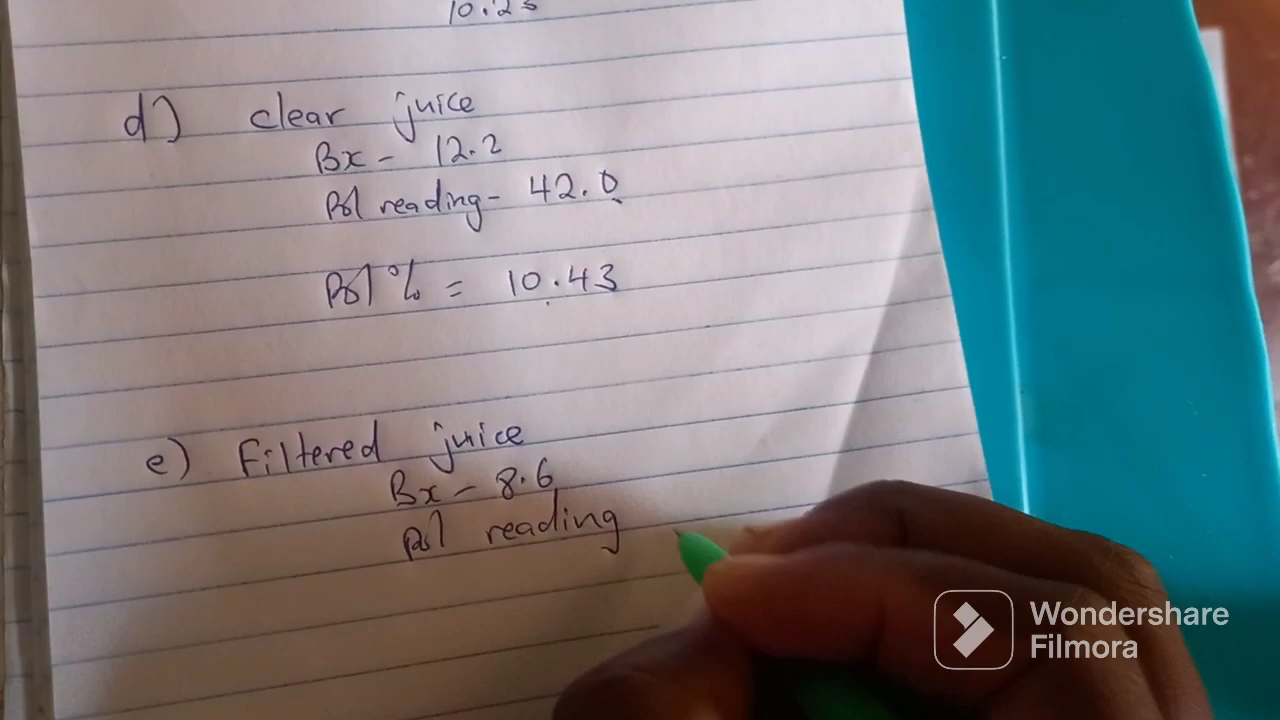 10.25
d) clear juice
Bx - 12.2
Pol reading - 42.0
Pol % = 10.43
e) Filtered juice
Bx - 8.6
Pol reading
Wondershare
Filmora